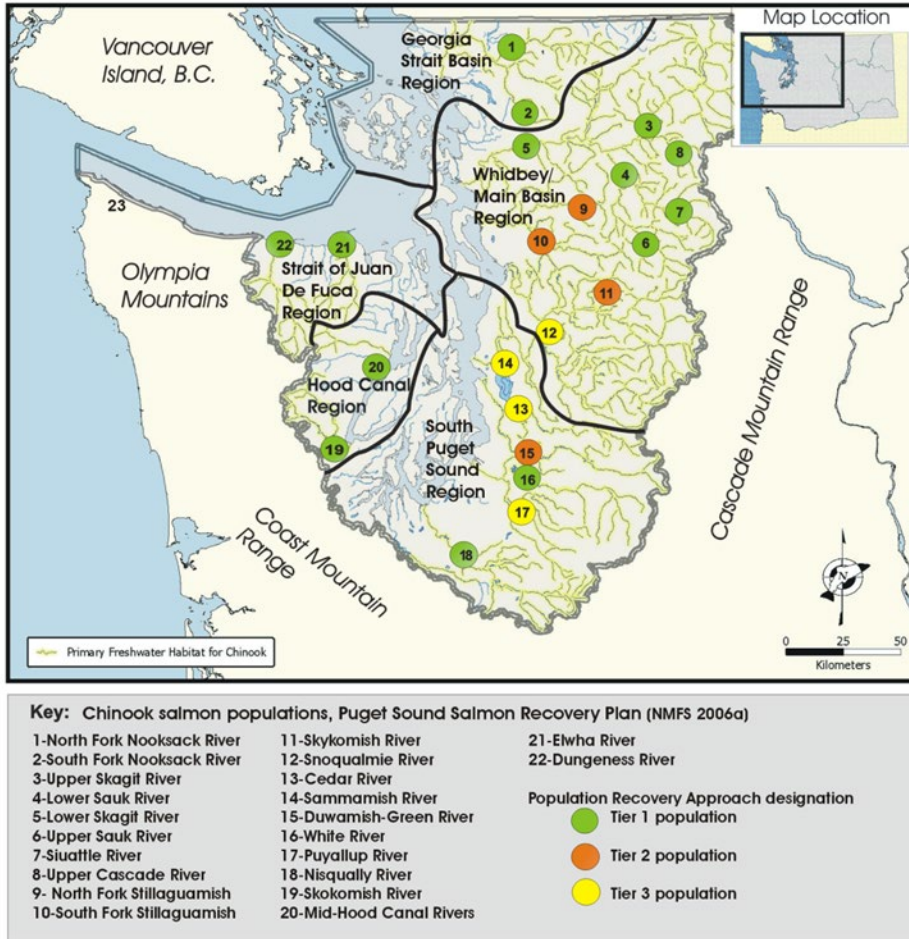 Map Location
Vancouver
Island, B.C.
Georgia
Strait Basin
Region
1
2
3
5
8
4
Whidbey/
Main Basin
Region
9
7
23
10
6
22
21
Olympia
Mountains
Strait of Juan
De Fuca
Region
11
12
Cascade Mountain Range
14
20
Hood Canal
Region
13
South
Puget
Sound
Region
19
15
16
17
Coast Mountain
Range
18
N
Primary Freshwater Habitat for Chinook
0 25 50
Kilometers
Key: Chinook salmon populations, Puget Sound Salmon Recovery Plan (NMFS 2006a)
1-North Fork Nooksack River
2-South Fork Nooksack River
3-Upper Skagit River
4-Lower Sauk River
5-Lower Skagit River
6-Upper Sauk River
7-Siuattle River
8-Upper Cascade River
9- North Fork Stillaguamish
10-South Fork Stillaguamish
11-Skykomish River
12-Snoqualmie River
13-Cedar River
14-Sammamish River
15-Duwamish-Green River
16-White River
17-Puyallup River
18-Nisqually River
19-Skokomish River
20-Mid-Hood Canal Rivers
21-Elwha River
22-Dungeness River
Population Recovery Approach designation
Tier 1 population
Tier 2 population
Tier 3 population